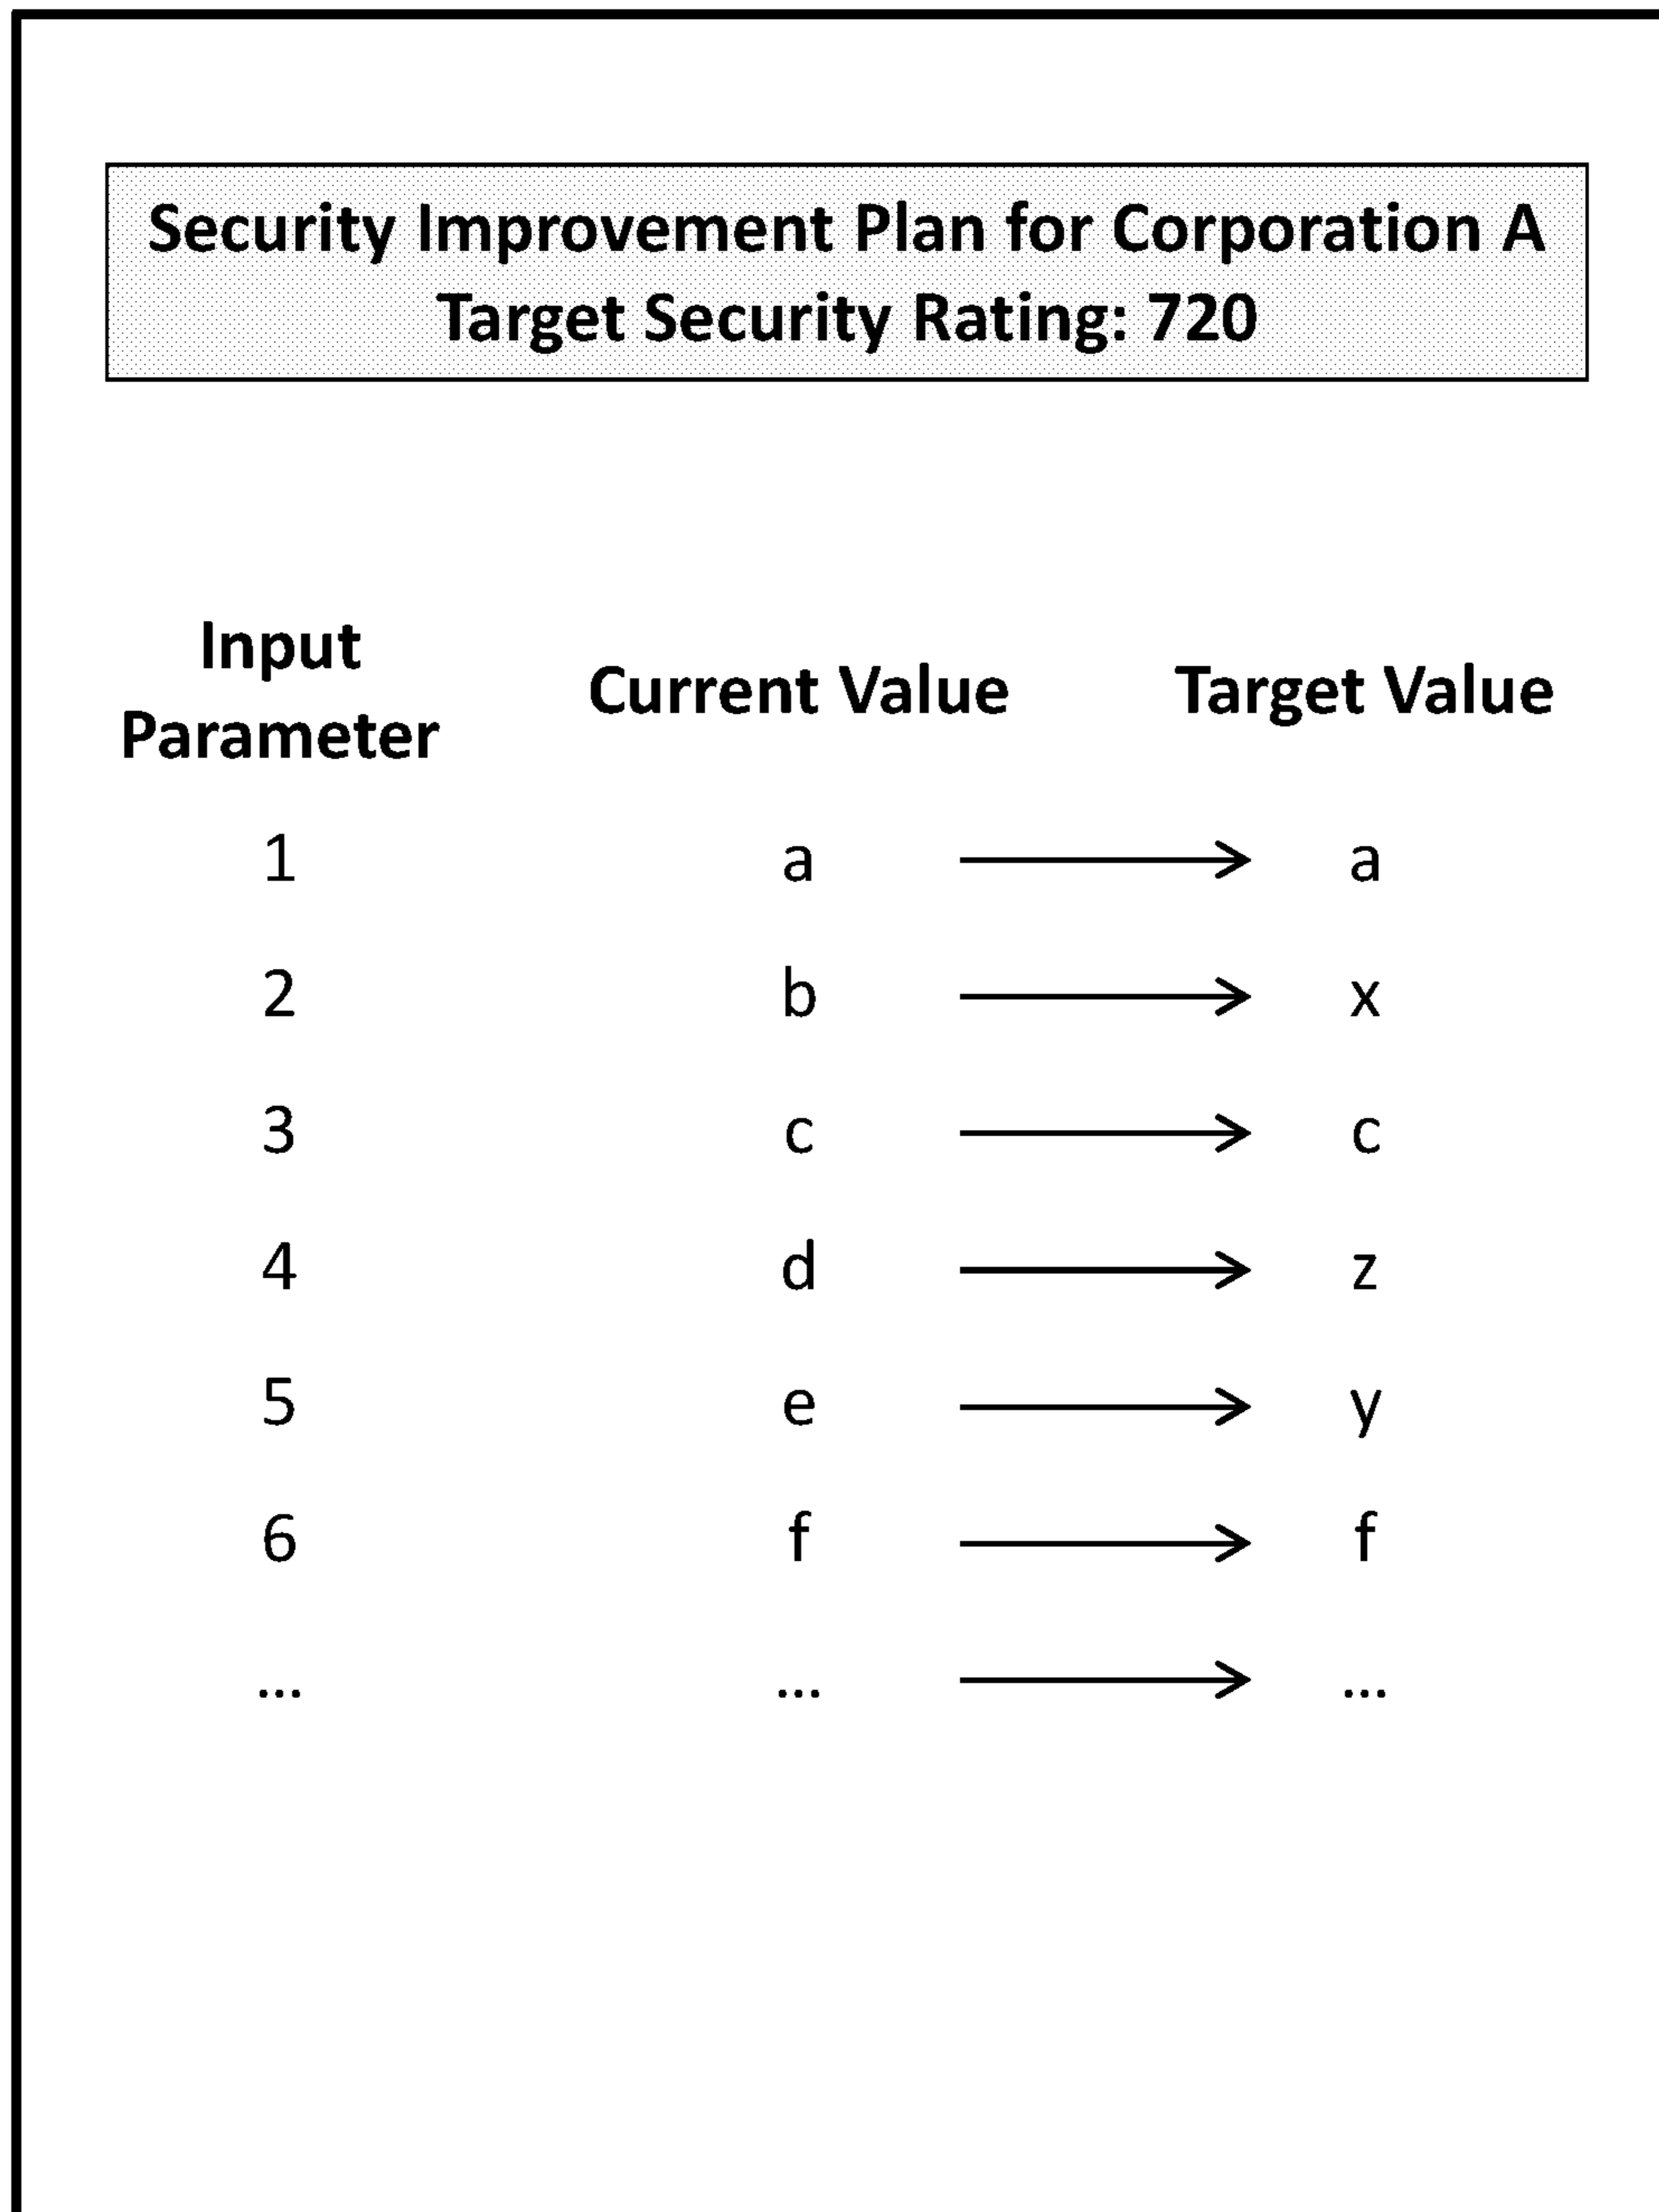 Security Improvement Plan for Corporation A
Target Security Rating: 720
Input
Parameter
Current Value
Target Value
1 a a
2 b x
3 c c
4 d z
5 e y
6 f f
... ... ...